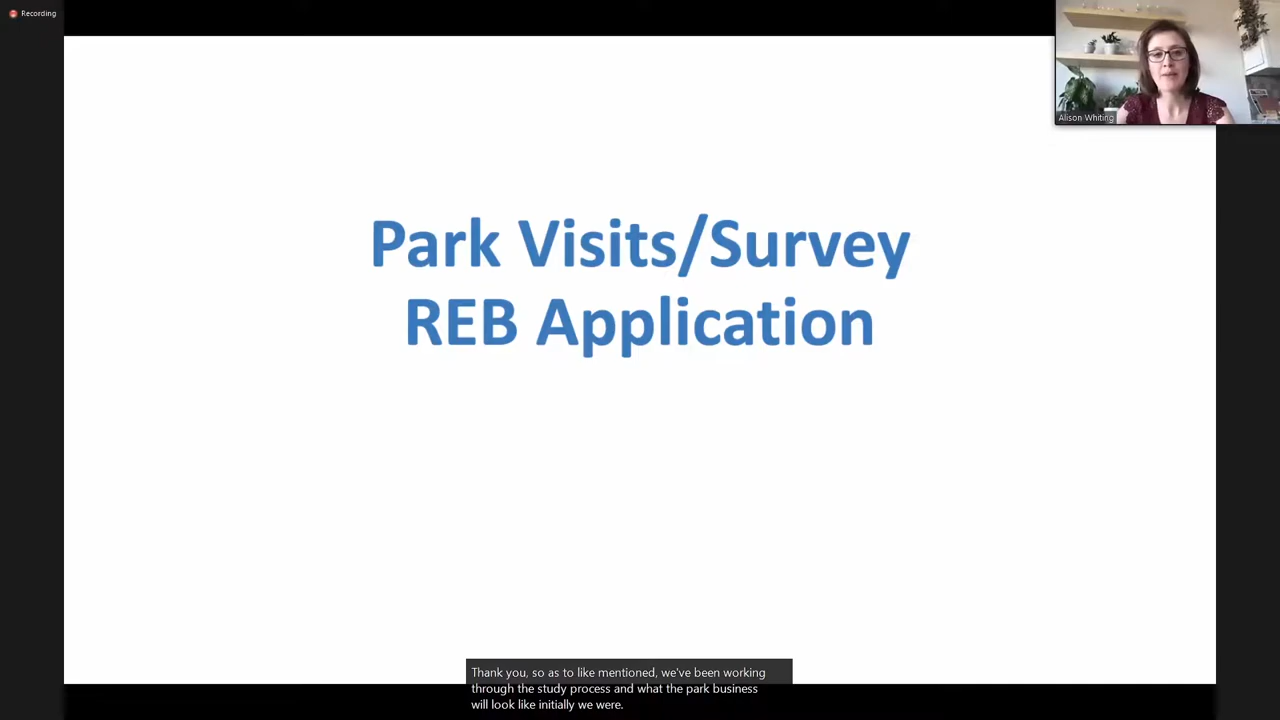 Recording
Alison Whiting
Park Visits/Survey
REB Application
Thank you, so as to like mentioned, we've been working
through the study process and what the park business
will look like initially we were.